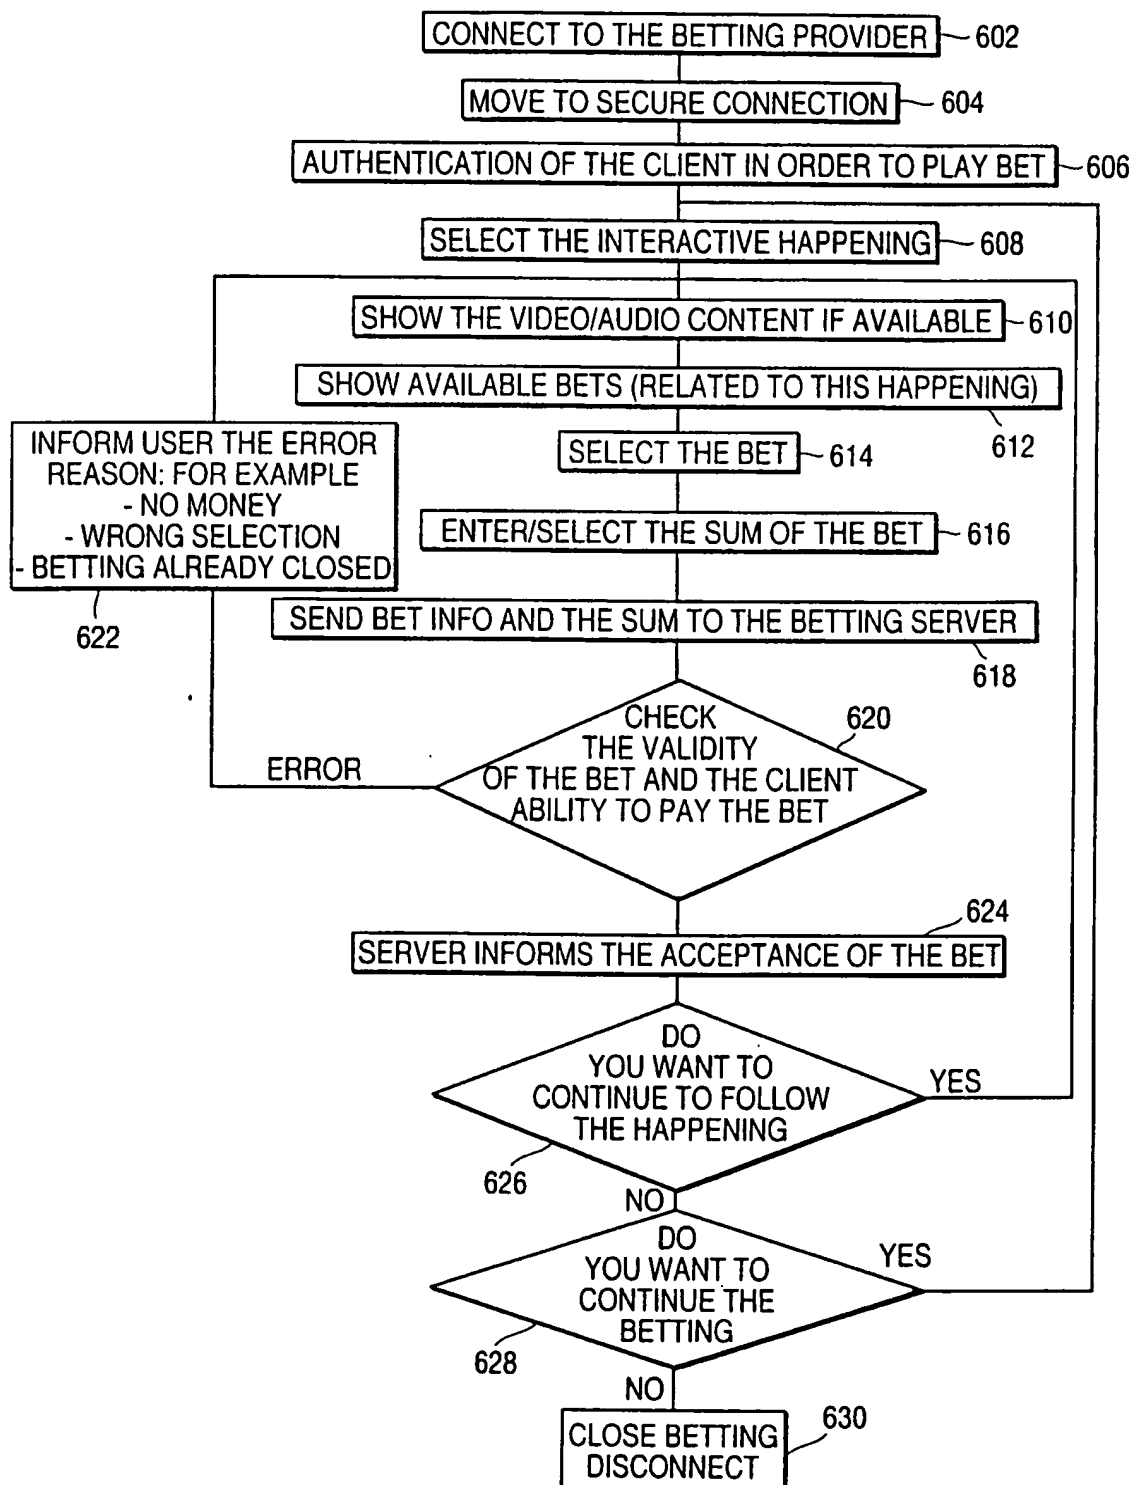 CONNECT TO THE BETTING PROVIDER 602
MOVE TO SECURE CONNECTION 604
AUTHENTICATION OF THE CLIENT IN ORDER TO PLAY BET 606
SELECT THE INTERACTIVE HAPPENING 608
SHOW THE VIDEO/AUDIO CONTENT IF AVAILABLE 610
SHOW AVAILABLE BETS (RELATED TO THIS HAPPENING)
612
SELECT THE BET 614
INFORM USER THE ERROR
REASON: FOR EXAMPLE
- NO MONEY
- WRONG SELECTION
- BETTING ALREADY CLOSED
622
ENTER/SELECT THE SUM OF THE BET 616
SEND BET INFO AND THE SUM TO THE BETTING SERVER
618
CHECK
THE VALIDITY
OF THE BET AND THE CLIENT
ABILITY TO PAY THE BET
620
ERROR
624
SERVER INFORMS THE ACCEPTANCE OF THE BET
DO
YOU WANT TO
CONTINUE TO FOLLOW
THE HAPPENING
YES
626
NO
DO
YOU WANT TO
CONTINUE THE
BETTING
YES
628
NO
CLOSE BETTING
DISCONNECT
630